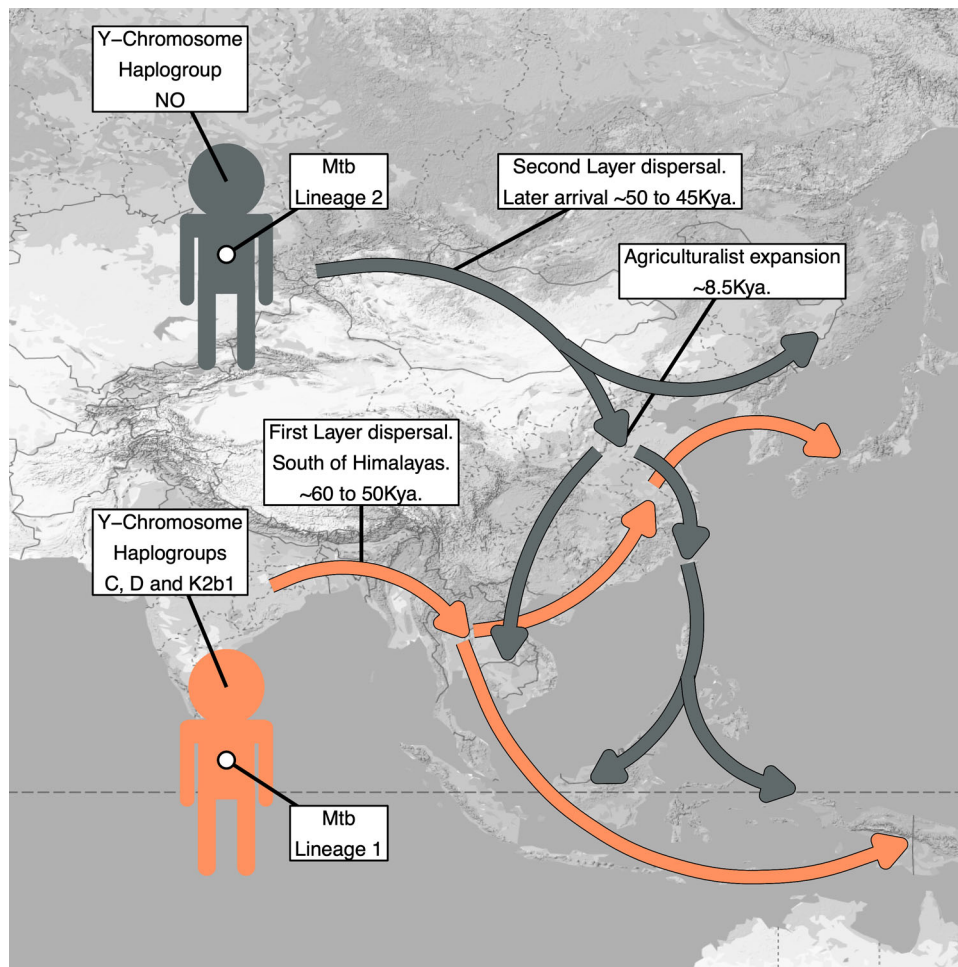 Y−Chromosome
Haplogroup
NO
Mtb
Lineage 2
Second Layer dispersal.
Later arrival ~50 to 45Kya.
Agriculturalist expansion
~8.5Kya.
First Layer dispersal.
South of Himalayas.
~60 to 50Kya.
Y−Chromosome
Haplogroups
C, D and K2b1
Mtb
Lineage 1